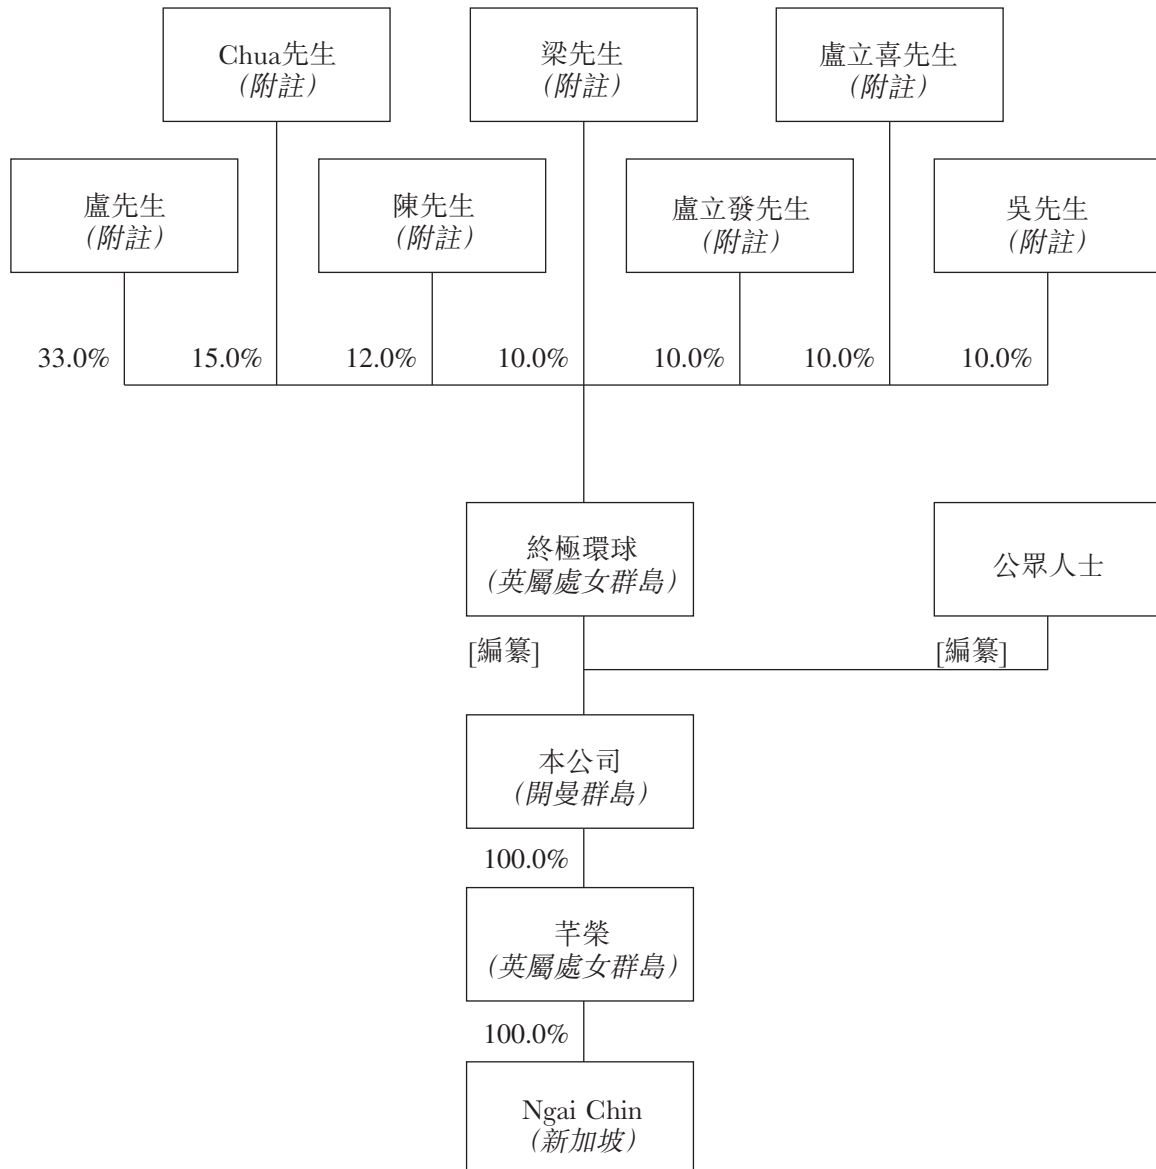 Chua先生
(附註)
梁先生
(附註)
盧立喜先生
(附註)
盧先生
(附註)
陳先生
(附註)
盧立發先生
(附註)
吳先生
(附註)
33.0%
15.0%
12.0%
10.0%
10.0%
10.0%
10.0%
終極環球
(英屬處女群島)
公眾人士
[編纂]
[編纂]
本公司
(開曼群島)
100.0%
芊榮
(英屬處女群島)
100.0%
Ngai Chin
(新加坡)